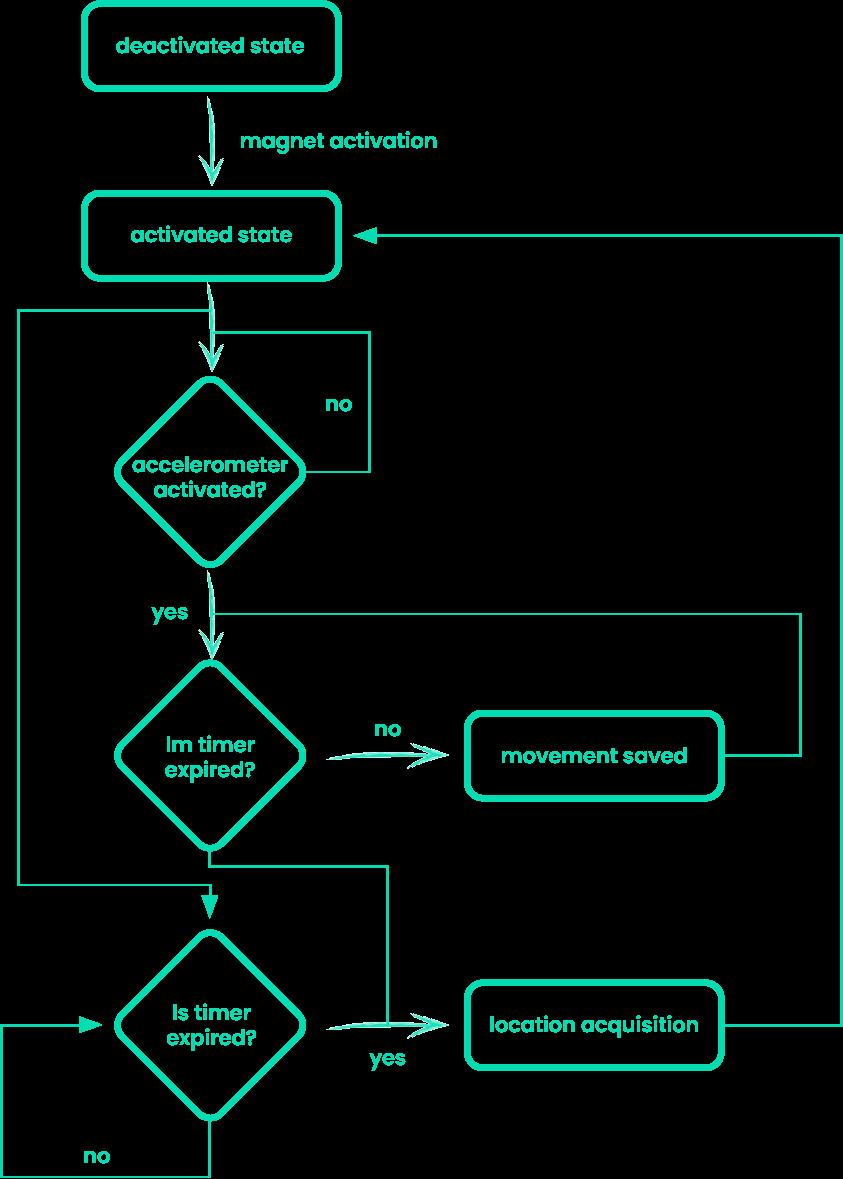 deactivated state
magnet activation
activated state
no
accelerometer
activated?
yes
Im timer
expired?
no
movement saved
Is timer
expired?
yes
location acquisition
no